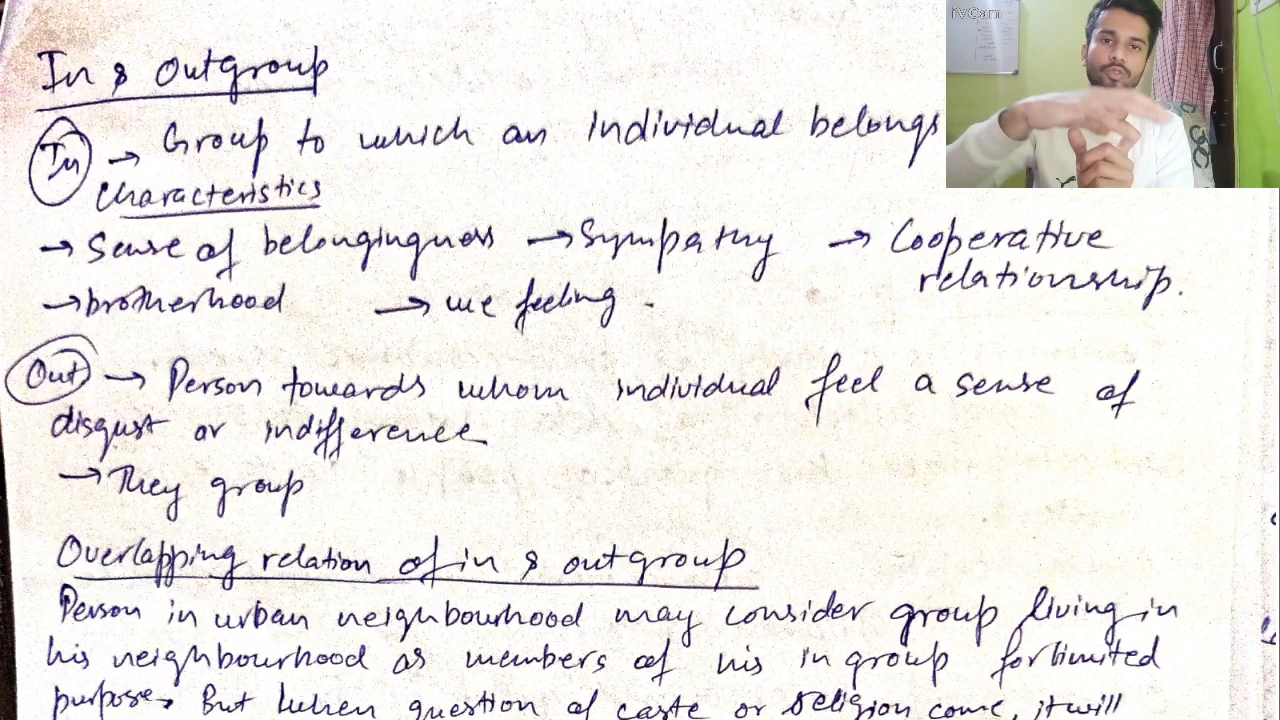 In & Outgroup
In → Group to which an individual belongs
Characteristics
→ Sense of belongingness → Sympathy → Cooperative relationship.
→ brotherhood → we feeling.
Out → Person towards whom individual feel a sense of
disgust or indifference
→ They group
Overlapping relation of in & outgroup
Person in urban neighbourhood may consider group living in
his neighbourhood as members of his in group for limited
purpose, But when question of caste or religion come, it will
iVCam